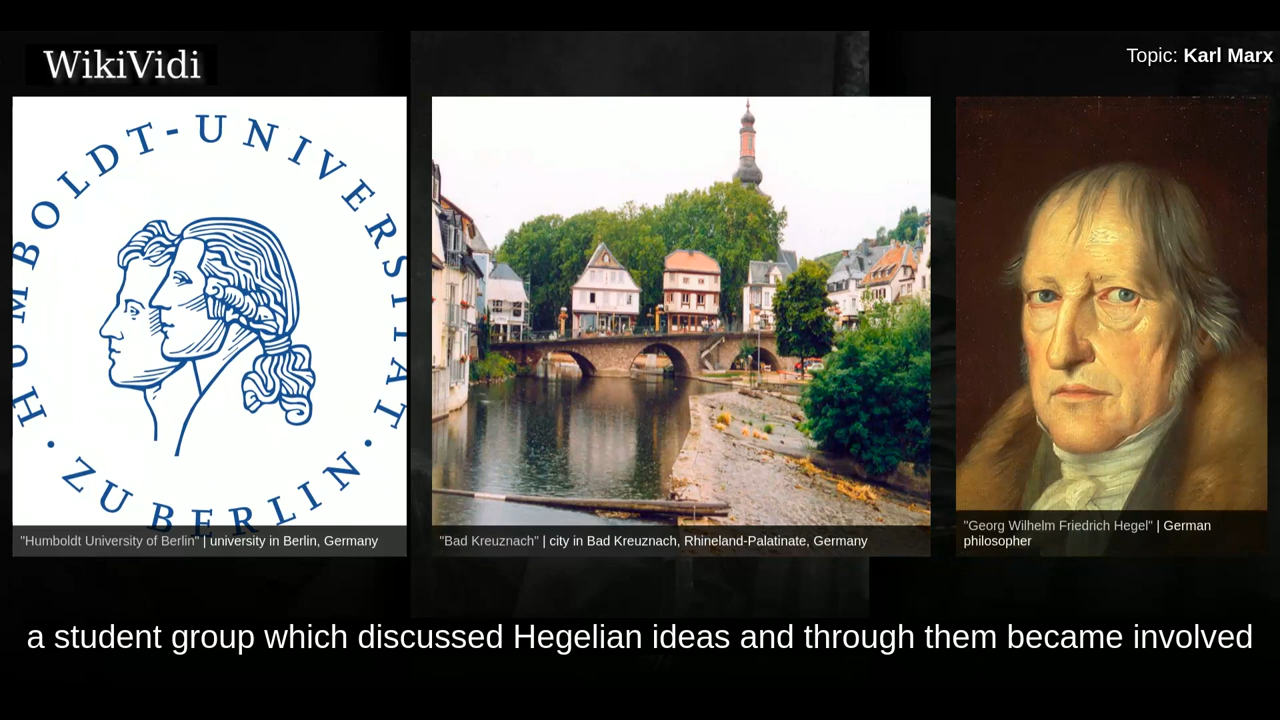 WikiVidi
Topic: Karl Marx
HUMBOLDT-UNIVERSITÄT
· ZU BERLIN ·
"Humboldt University of Berlin" | university in Berlin, Germany
"Bad Kreuznach" | city in Bad Kreuznach, Rhineland-Palatinate, Germany
"Georg Wilhelm Friedrich Hegel" | German
philosopher
a student group which discussed Hegelian ideas and through them became involved